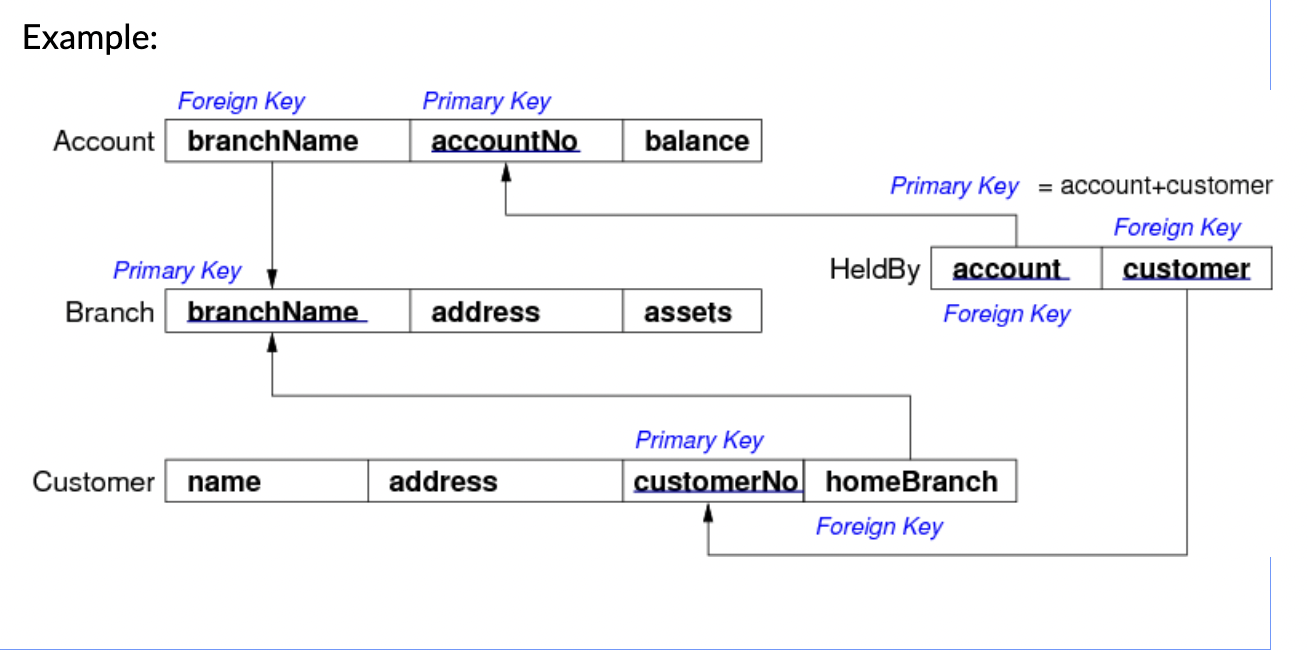 Example:
Foreign Key Primary Key
Account branchName accountNo balance
Primary Key = account+customer
Foreign Key
Primary Key
HeldBy account customer
Branch branchName address assets
Foreign Key
Primary Key
Customer name address customerNo homeBranch
Foreign Key